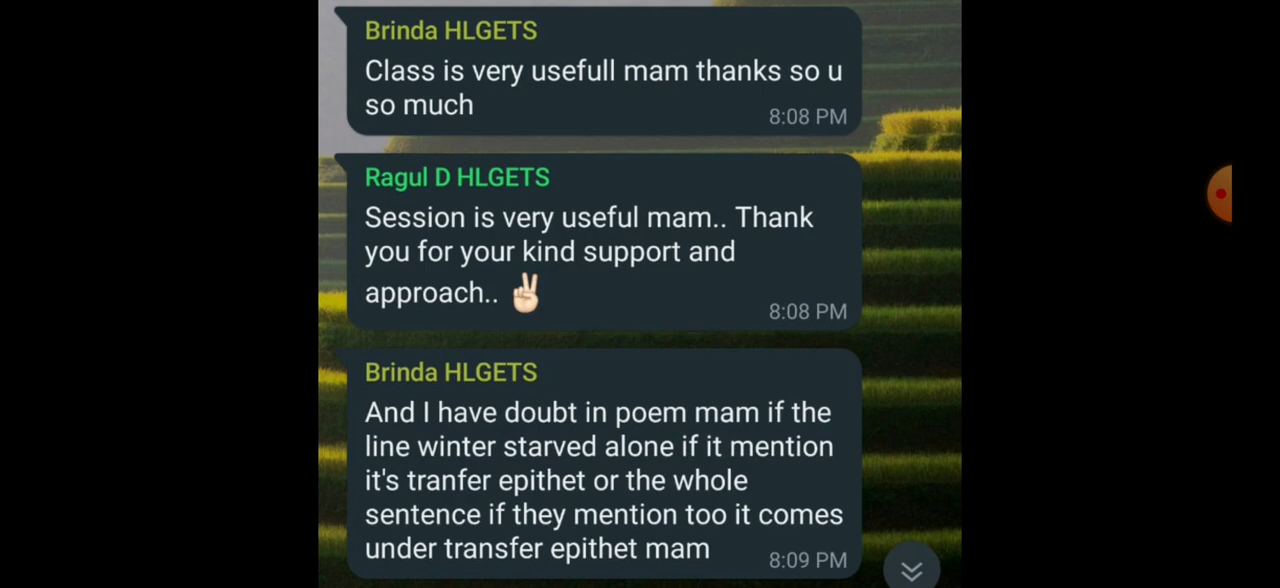 Brinda HLGETS
Class is very usefull mam thanks so u
so much
8:08 PM
Ragul D HLGETS
Session is very useful mam.. Thank
you for your kind support and
approach.. ✌🏻
8:08 PM
Brinda HLGETS
And I have doubt in poem mam if the
line winter starved alone if it mention
it's tranfer epithet or the whole
sentence if they mention too it comes
under transfer epithet mam
8:09 PM